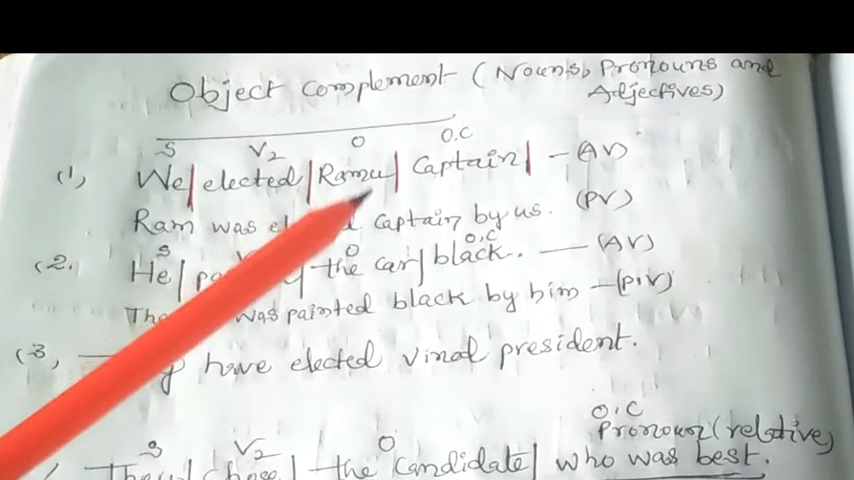 Object Complement (Nouns, Pronouns and
Adjectives)
S V2 O O.C
(1) We | elected | Ramu | Captain | – (AV)
Ram was captain by us. (PV)
S O O.C
(2. He | the car | black. — (AV)
was painted black by him – (P.V)
(3, have elected vinod president.
O.C
S V2 O Pronoun (relative)
They | chose | the candidate | who was best.